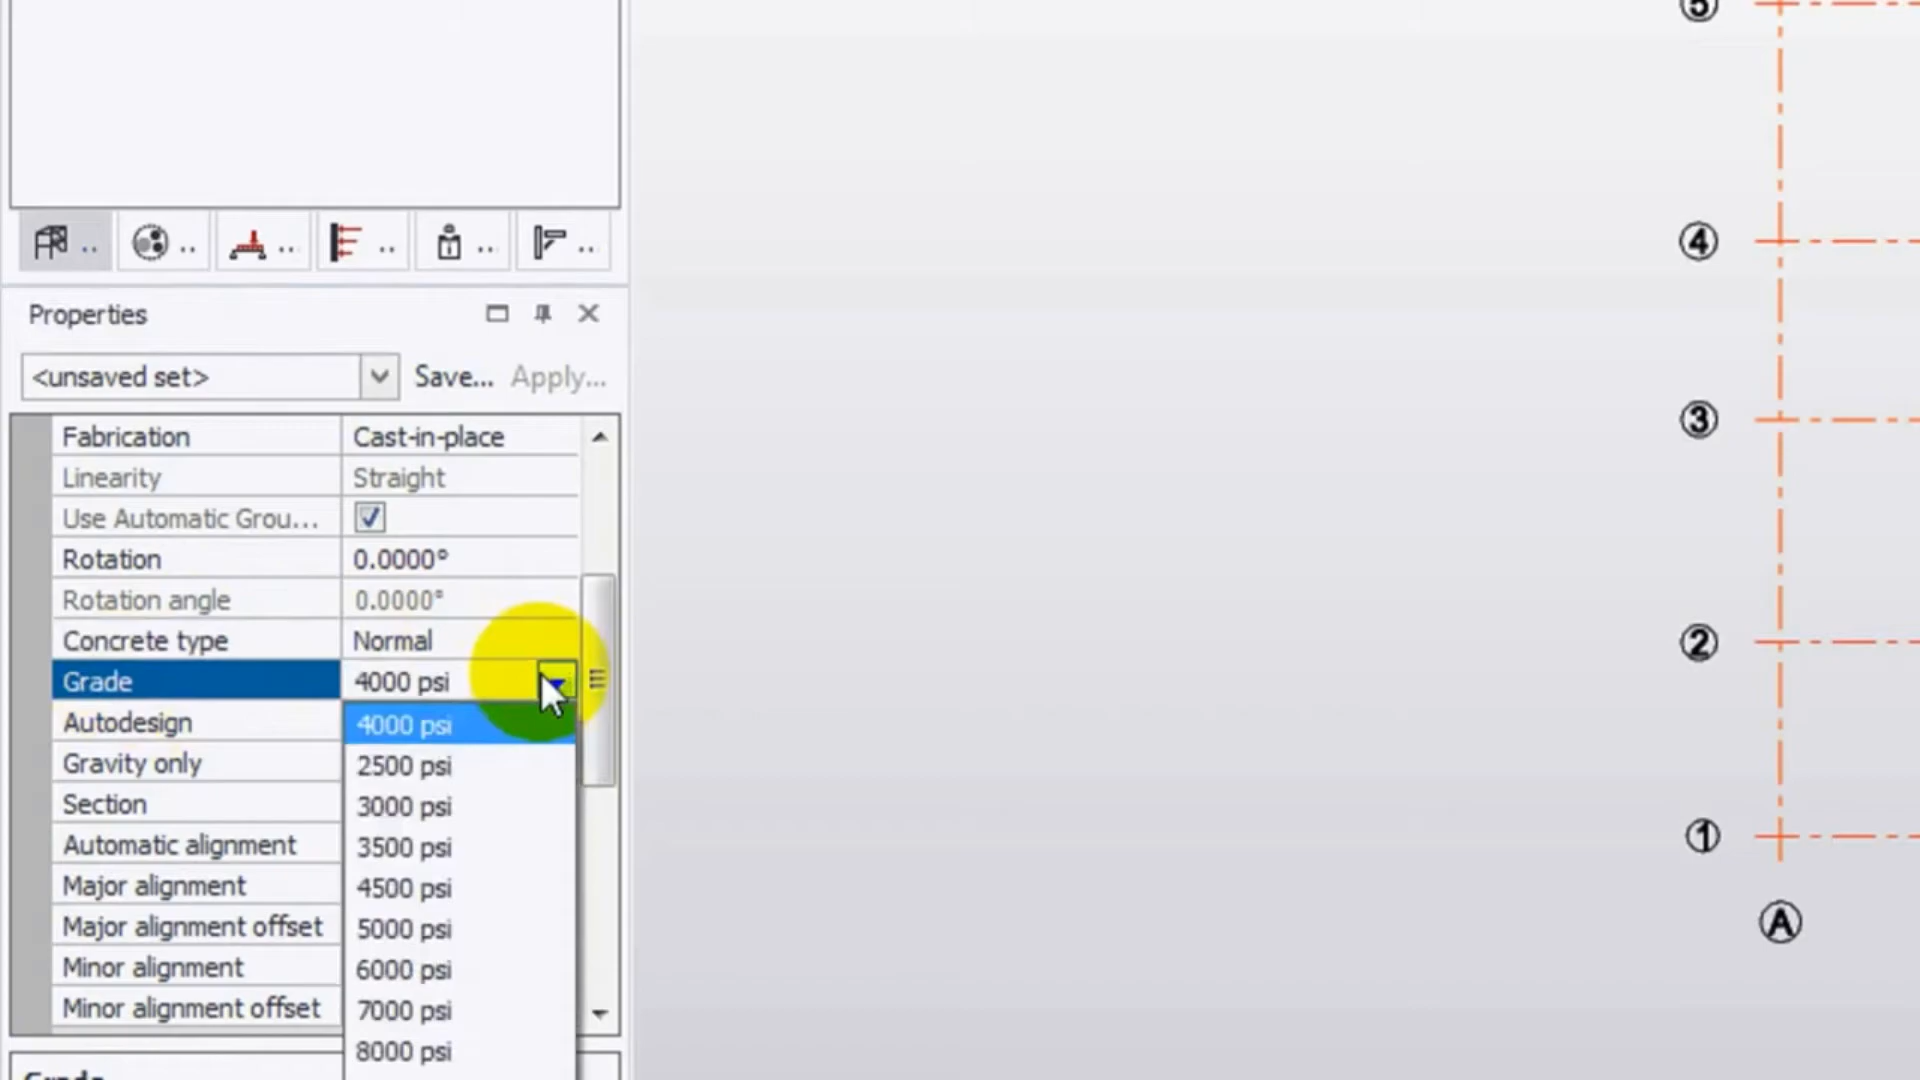 5
4
Properties
<unsaved set> Save... Apply...
Fabrication Cast-in-place
3
Linearity Straight
Use Automatic Grou...
Rotation 0.0000°
Rotation angle 0.0000°
Concrete type Normal
2
Grade 4000 psi
Autodesign 4000 psi
Gravity only 2500 psi
Section 3000 psi
1
Automatic alignment 3500 psi
Major alignment 4500 psi
Major alignment offset 5000 psi
A
Minor alignment 6000 psi
Minor alignment offset 7000 psi
8000 psi
Grade